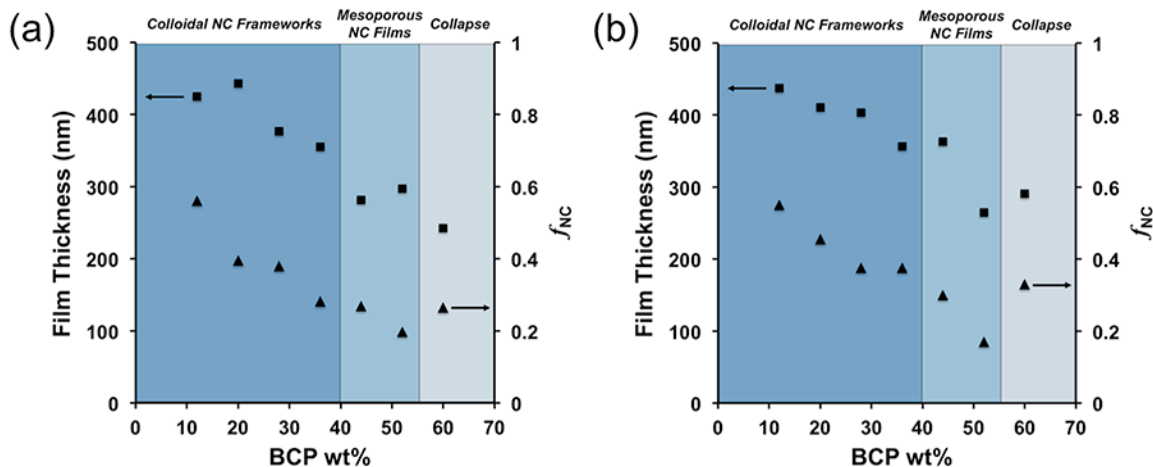 (a)
Colloidal NC Frameworks
Mesoporous
NC Films
Collapse
500
400
300
200
100
0
Film Thickness (nm)
1
0.8
0.6
0.4
0.2
0
fNC
0 10 20 30 40 50 60 70
BCP wt%
(b)
Colloidal NC Frameworks
Mesoporous
NC Films
Collapse
500
400
300
200
100
0
Film Thickness (nm)
1
0.8
0.6
0.4
0.2
0
fNC
0 10 20 30 40 50 60 70
BCP wt%